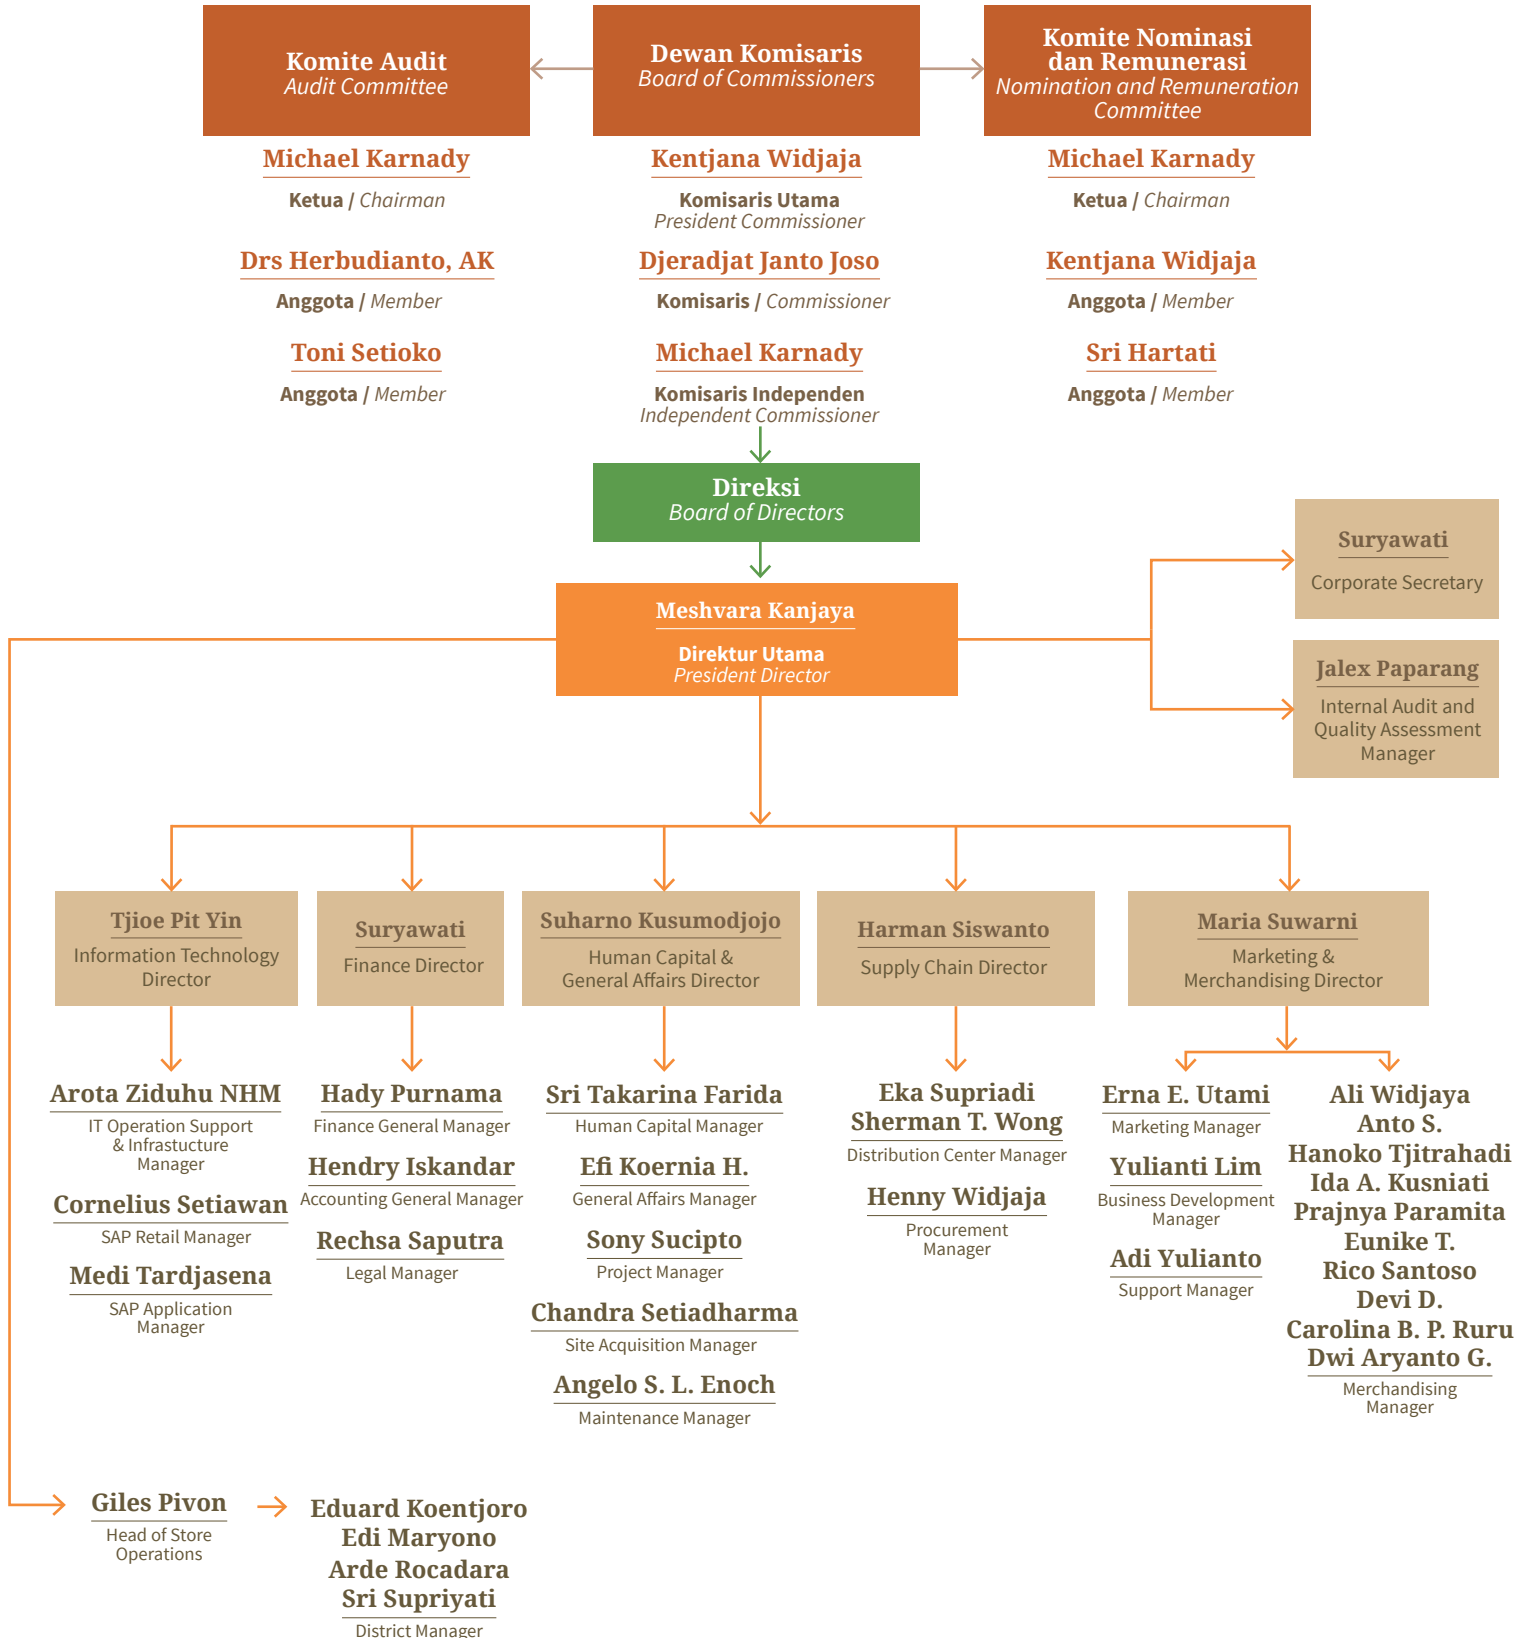 Komite Audit
Audit Committee
Dewan Komisaris
Board of Commissioners
Komite Nominasi
dan Remunerasi
Nomination and Remuneration
Committee
Michael Karnady
Ketua / Chairman
Drs Herbudianto, AK
Anggota / Member
Toni Setioko
Anggota / Member
Kentjana Widjaja
Komisaris Utama
President Commissioner
Djeradjat Janto Joso
Komisaris / Commissioner
Michael Karnady
Komisaris Independen
Independent Commissioner
Michael Karnady
Ketua / Chairman
Kentjana Widjaja
Anggota / Member
Sri Hartati
Anggota / Member
Direksi
Board of Directors
Meshvara Kanjaya
Direktur Utama
President Director
Suryawati
Corporate Secretary
Jalex Paparang
Internal Audit and
Quality Assessment
Manager
Tjioe Pit Yin
Information Technology
Director
Suryawati
Finance Director
Suharno Kusumodjojo
Human Capital &
General Affairs Director
Harman Siswanto
Supply Chain Director
Maria Suwarni
Marketing &
Merchandising Director
Arota Ziduhu NHM
IT Operation Support
& Infrastucture
Manager
Cornelius Setiawan
SAP Retail Manager
Medi Tardjasena
SAP Application
Manager
Hady Purnama
Finance General Manager
Hendry Iskandar
Accounting General Manager
Rechsa Saputra
Legal Manager
Sri Takarina Farida
Human Capital Manager
Efi Koernia H.
General Affairs Manager
Sony Sucipto
Project Manager
Chandra Setiadharma
Site Acquisition Manager
Angelo S. L. Enoch
Maintenance Manager
Eka Supriadi
Sherman T. Wong
Distribution Center Manager
Henny Widjaja
Procurement
Manager
Erna E. Utami
Marketing Manager
Yulianti Lim
Business Development
Manager
Adi Yulianto
Support Manager
Ali Widjaya
Anto S.
Hanoko Tjitrahadi
Ida A. Kusniati
Prajnya Paramita
Eunike T.
Rico Santoso
Devi D.
Carolina B. P. Ruru
Dwi Aryanto G.
Merchandising
Manager
Giles Pivon
Head of Store
Operations
Eduard Koentjoro
Edi Maryono
Arde Rocadara
Sri Supriyati
District Manager